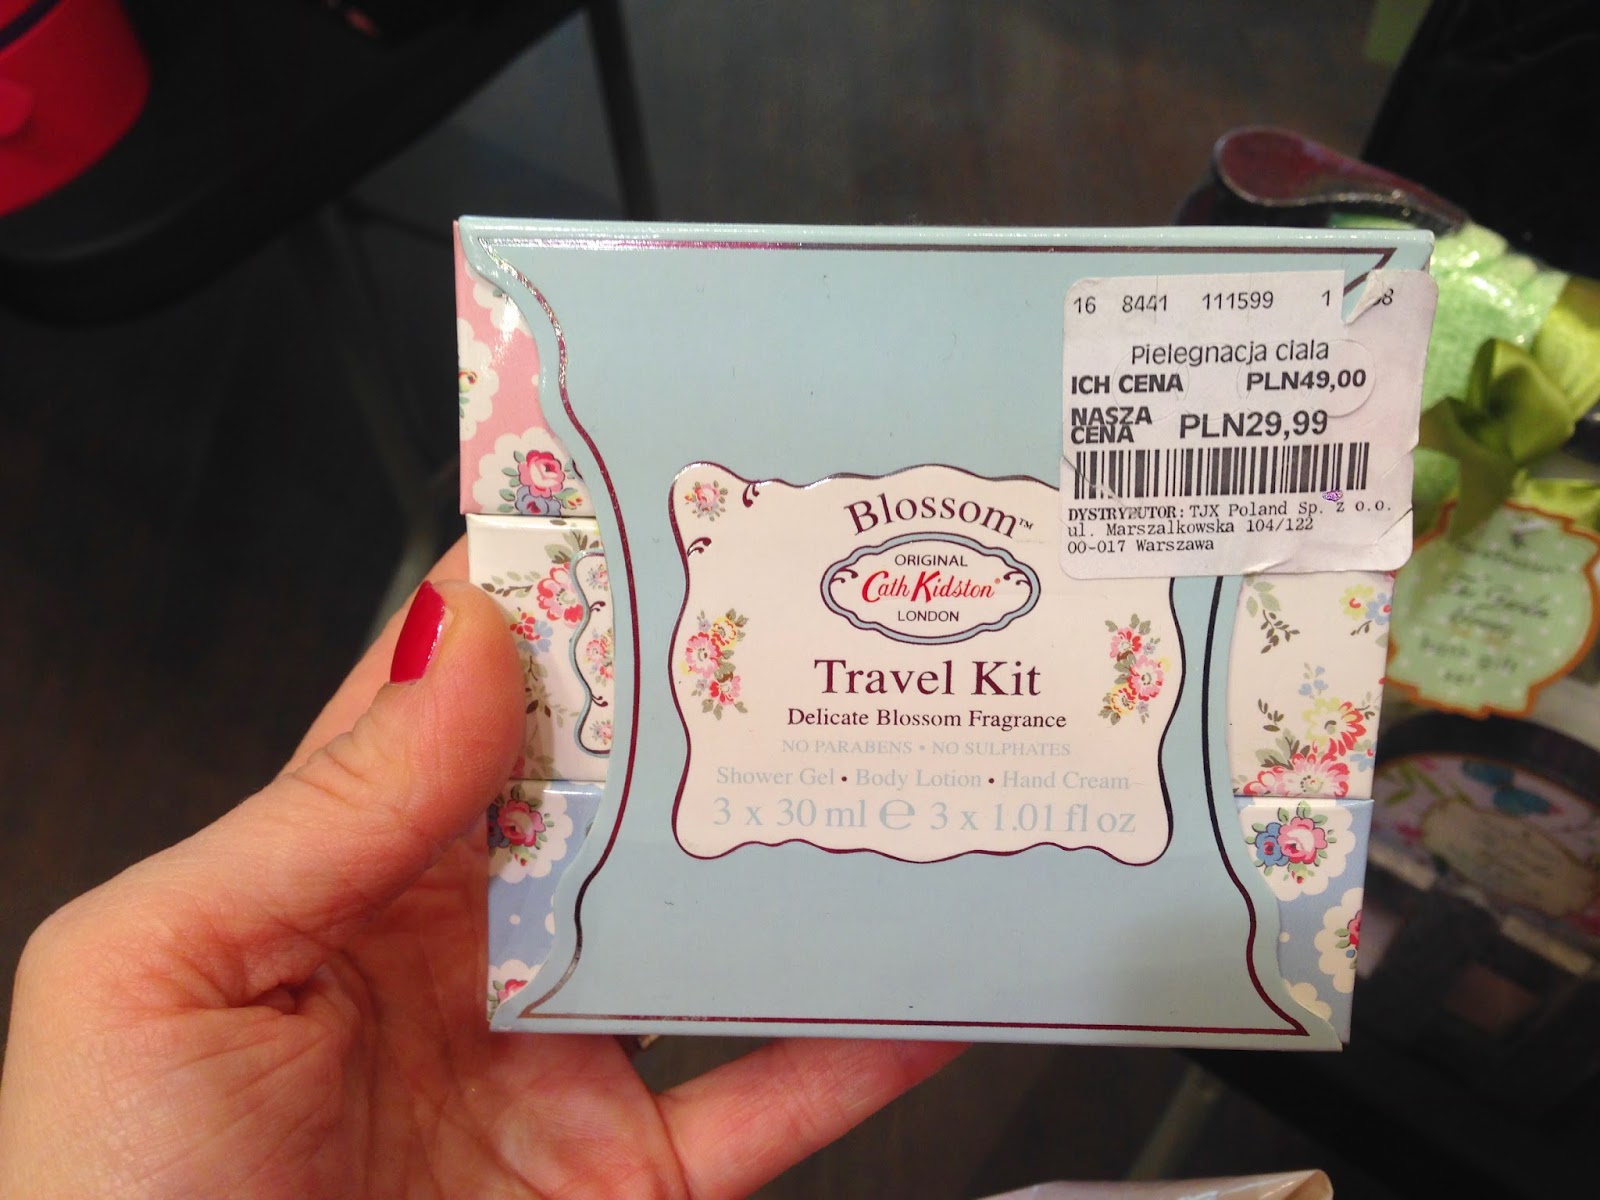 16 8441 111599 1
Pielegnacja ciala
ICH CENA PLN49,00
NASZA CENA PLN29,99
DYSTRYBUTOR: TJX Poland Sp. z o.o.
ul. Marszalkowska 104/122
00-017 Warszawa
Blossom™
ORIGINAL
Cath Kidston®
LONDON
Travel Kit
Delicate Blossom Fragrance
NO PARABENS • NO SULPHATES
Shower Gel • Body Lotion • Hand Cream
3 x 30 ml ℮ 3 x 1.01 fl oz